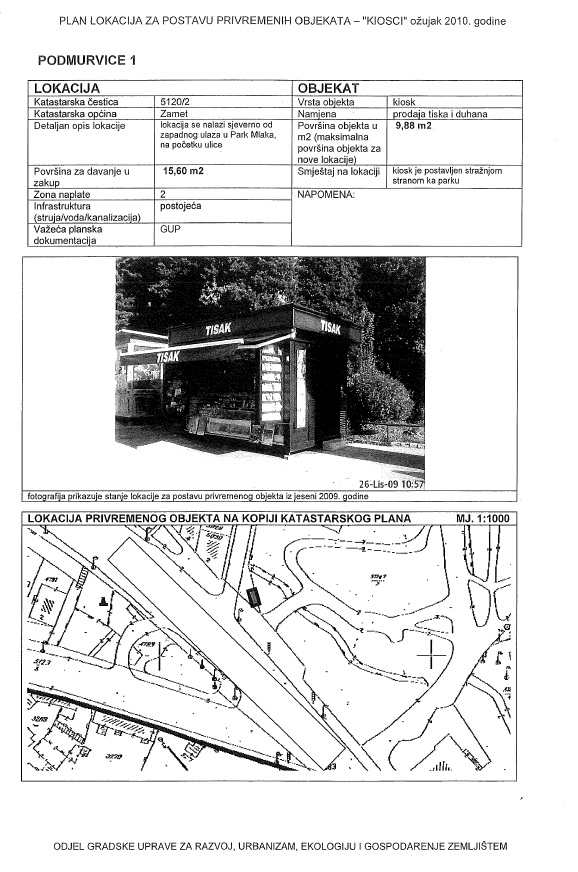 PLAN LOKACIJA ZA POSTAVU PRIVREMENIH OBJEKATA – "KIOSCI" ožujak 2010. godine
PODMURVICE 1
LOKACIJA
OBJEKAT
Katastarska čestica
5120/2
Vrsta objekta
kiosk
Katastarska općina
Zamet
Namjena
prodaja tiska i duhana
Detaljan opis lokacije
lokacija se nalazi sjeverno od
zapadnog ulaza u Park Mlaka,
na početku ulice
Površina objekta u
m2 (maksimalna
površina objekta za
nove lokacije)
9,88 m2
Površina za davanje u
zakup
15,60 m2
Smještaj na lokaciji
kiosk je postavljen stražnjom
stranom ka parku
Zona naplate
2
NAPOMENA:
Infrastruktura
(struja/voda/kanalizacija)
postojeća
Važeća planska
dokumentacija
GUP
TISAK
TISAK
TISAK
26-Lis-09 10:57
fotografija prikazuje stanje lokacije za postavu privremenog objekta iz jeseni 2009. godine
LOKACIJA PRIVREMENOG OBJEKTA NA KOPIJI KATASTARSKOG PLANA
MJ. 1:1000
ODJEL GRADSKE UPRAVE ZA RAZVOJ, URBANIZAM, EKOLOGIJU I GOSPODARENJE ZEMLJIŠTEM